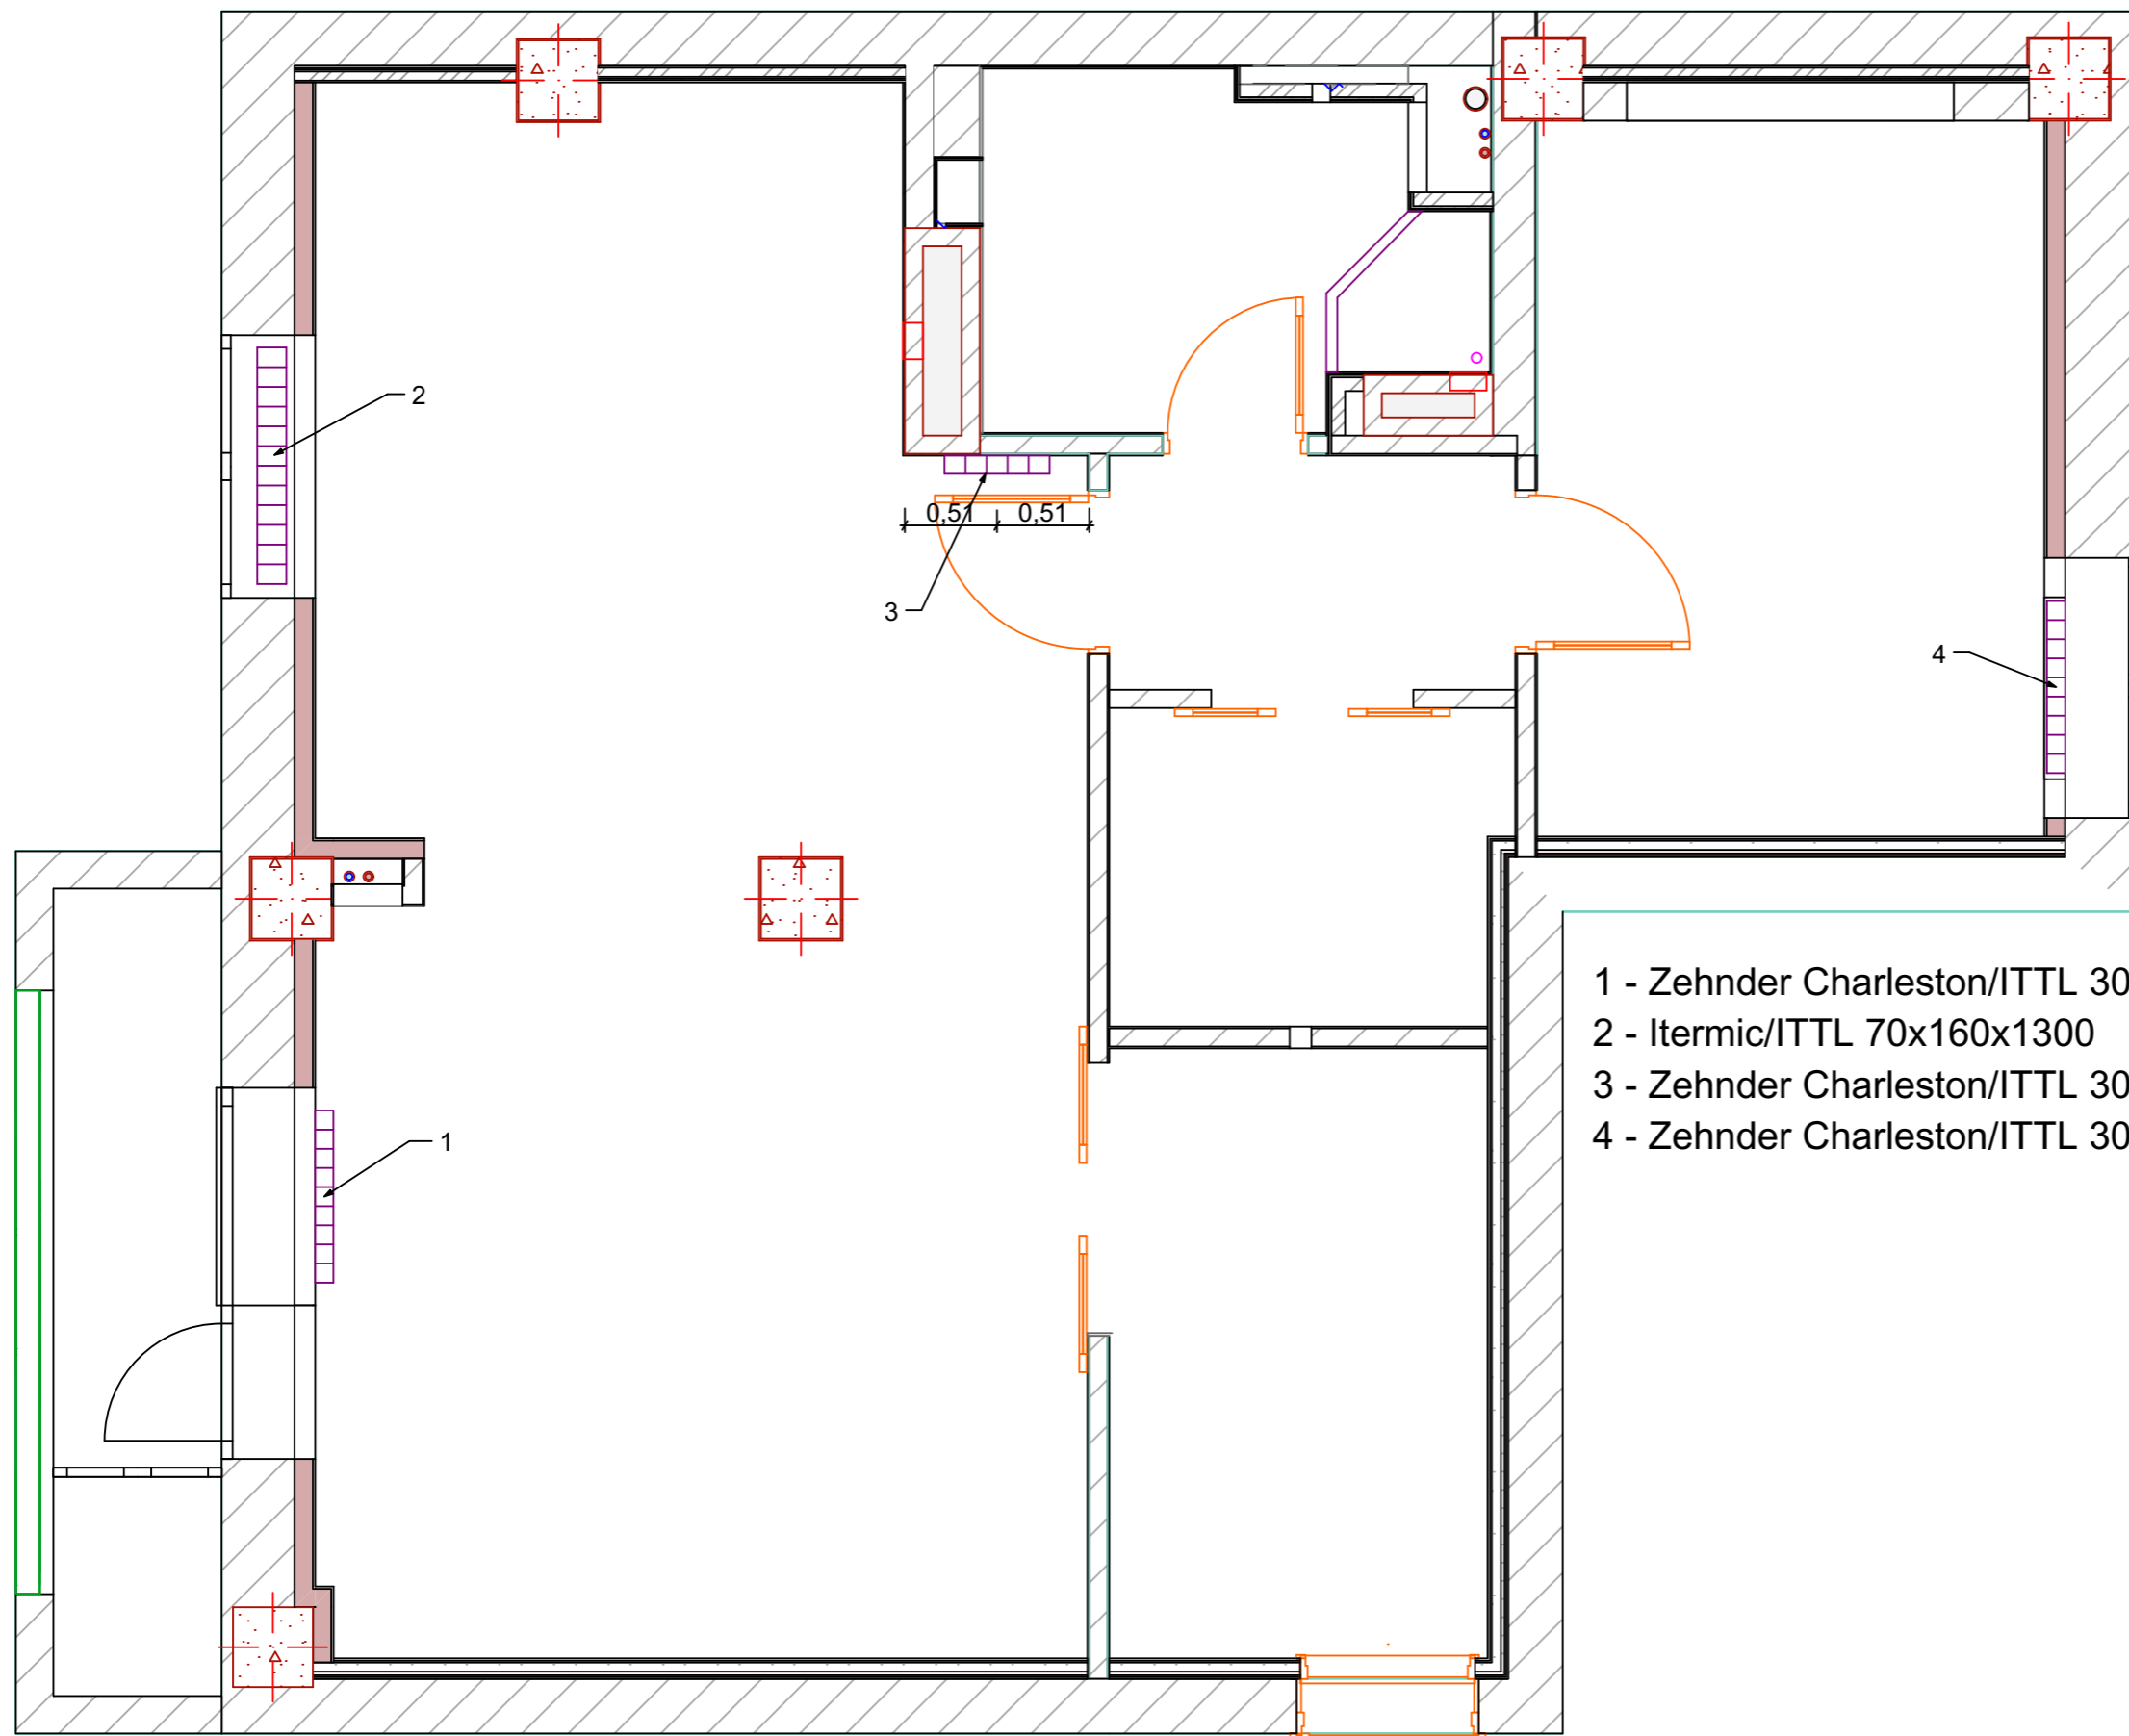 2
0,51 0,51
3
4
1
1 - Zehnder Charleston/ITTL 30
2 - Itermic/ITTL 70x160x1300
3 - Zehnder Charleston/ITTL 30
4 - Zehnder Charleston/ITTL 30